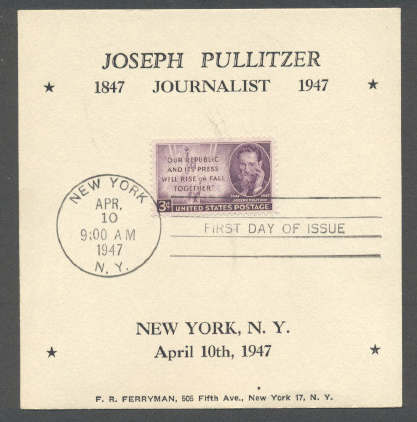 JOSEPH PULLITZER
1847 JOURNALIST 1947
"OUR REPUBLIC
AND ITS PRESS
WILL RISE OR FALL
TOGETHER"
JOSEPH PULITZER
3¢ UNITED STATES POSTAGE
NEW YORK
APR.
10
9:00 AM
1947
N. Y.
FIRST DAY OF ISSUE
NEW YORK, N. Y.
April 10th, 1947
F. R. FERRYMAN, 505 Fifth Ave., New York 17, N. Y.